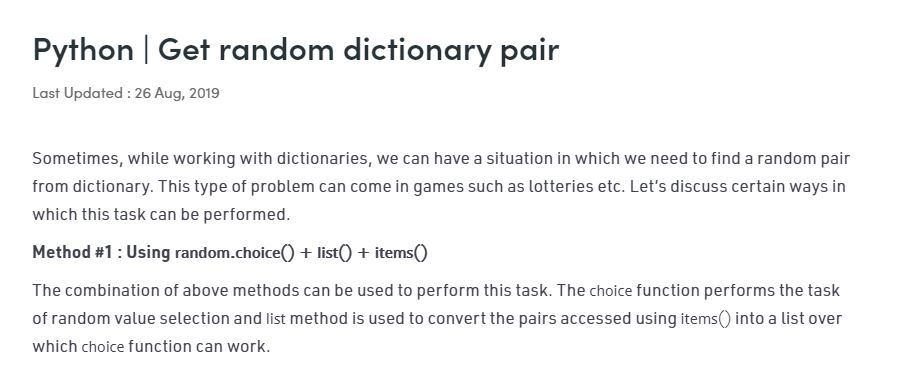 Python | Get random dictionary pair
Last Updated : 26 Aug, 2019
Sometimes, while working with dictionaries, we can have a situation in which we need to find a random pair
from dictionary. This type of problem can come in games such as lotteries etc. Let’s discuss certain ways in
which this task can be performed.
Method #1 : Using random.choice() + list() + items()
The combination of above methods can be used to perform this task. The choice function performs the task
of random value selection and list method is used to convert the pairs accessed using items() into a list over
which choice function can work.